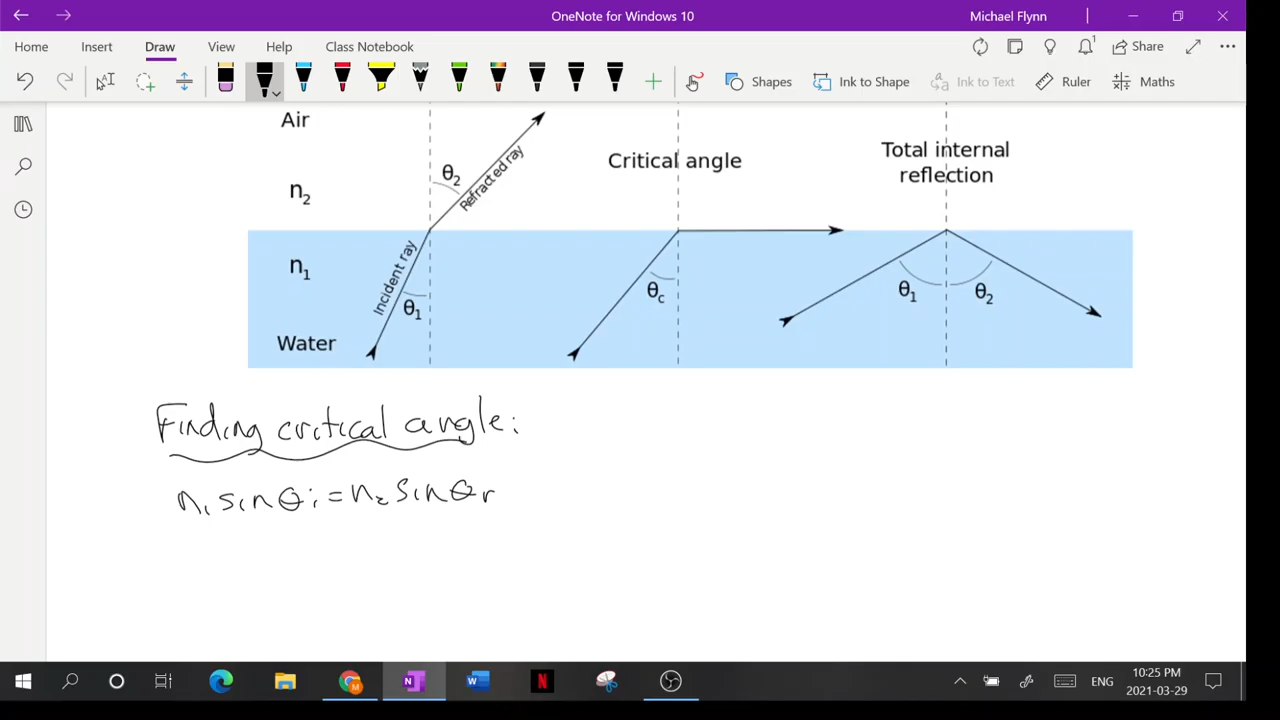 OneNote for Windows 10
Michael Flynn
Home Insert Draw View Help Class Notebook
1
Share
Shapes
Ink to Shape
Ink to Text
Ruler
Maths
Air
n₂
θ₂
Refracted ray
Critical angle
Total internal
reflection
n₁
Incident ray
θ₁
Water
θc
θ₁
θ₂
Finding critical angle:
n₁ sinθi = n₂ sinθr
M
N
W
N
ENG
10:25 PM
2021-03-29